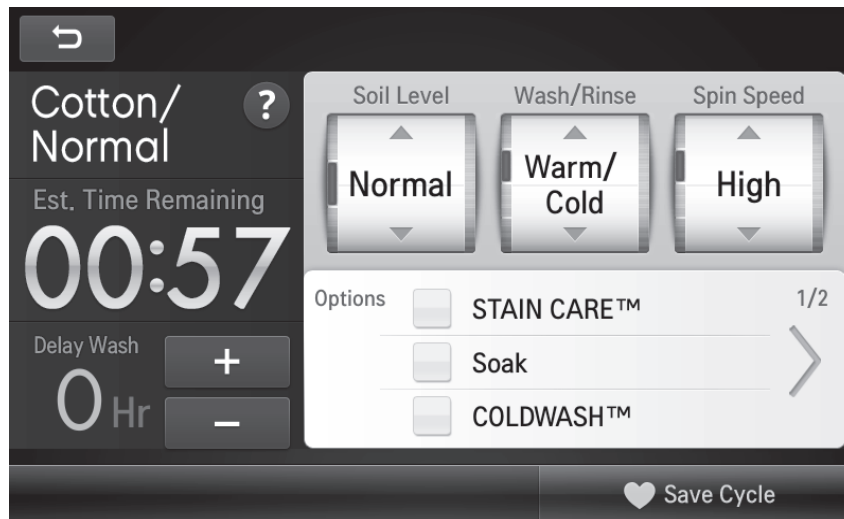 Cotton/
Normal
?
Est. Time Remaining
00:57
Delay Wash
0 Hr
+
−
Soil Level
Normal
Wash/Rinse
Warm/
Cold
Spin Speed
High
Options
1/2
STAIN CARE™
Soak
COLDWASH™
Save Cycle